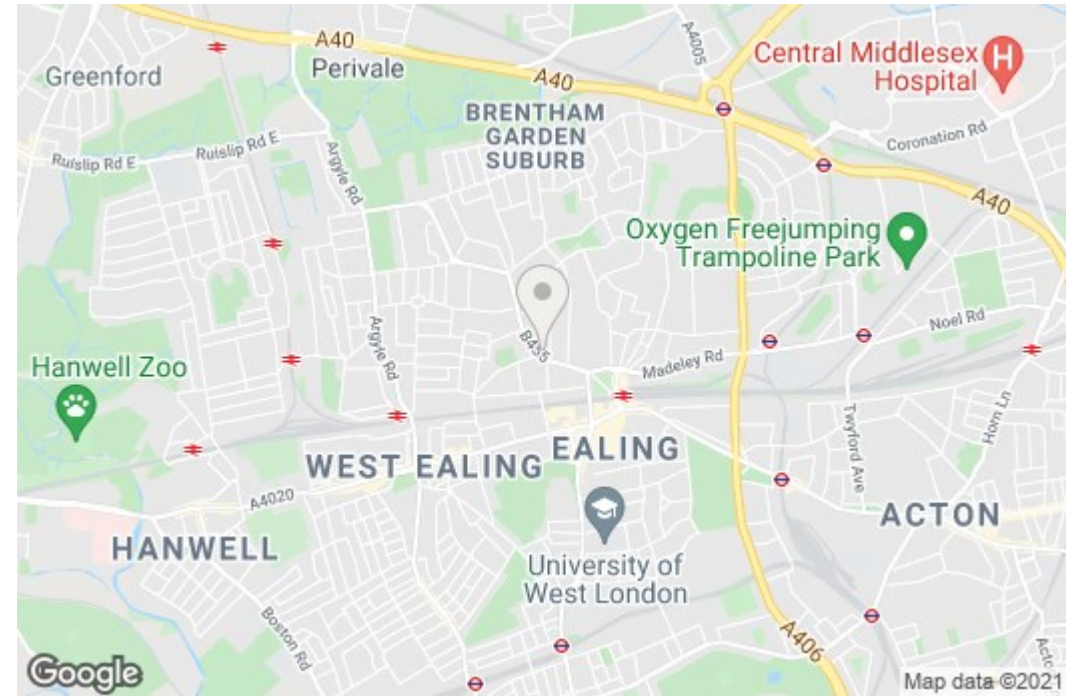 A40
Perivale
Greenford
A4005
Central Middlesex
Hospital
H
A40
BRENTHAM
GARDEN
SUBURB
Coronation Rd
Ruislip Rd E
Ruislip Rd E
Argyle Rd
A40
Oxygen Freejumping
Trampoline Park
Noel Rd
Argyle Rd
B455
Madeley Rd
Hanwell Zoo
Horn Ln
Twyford Ave
WEST EALING
EALING
A4020
ACTON
HANWELL
University of
West London
Boston Rd
A406
Google
Map data ©2021